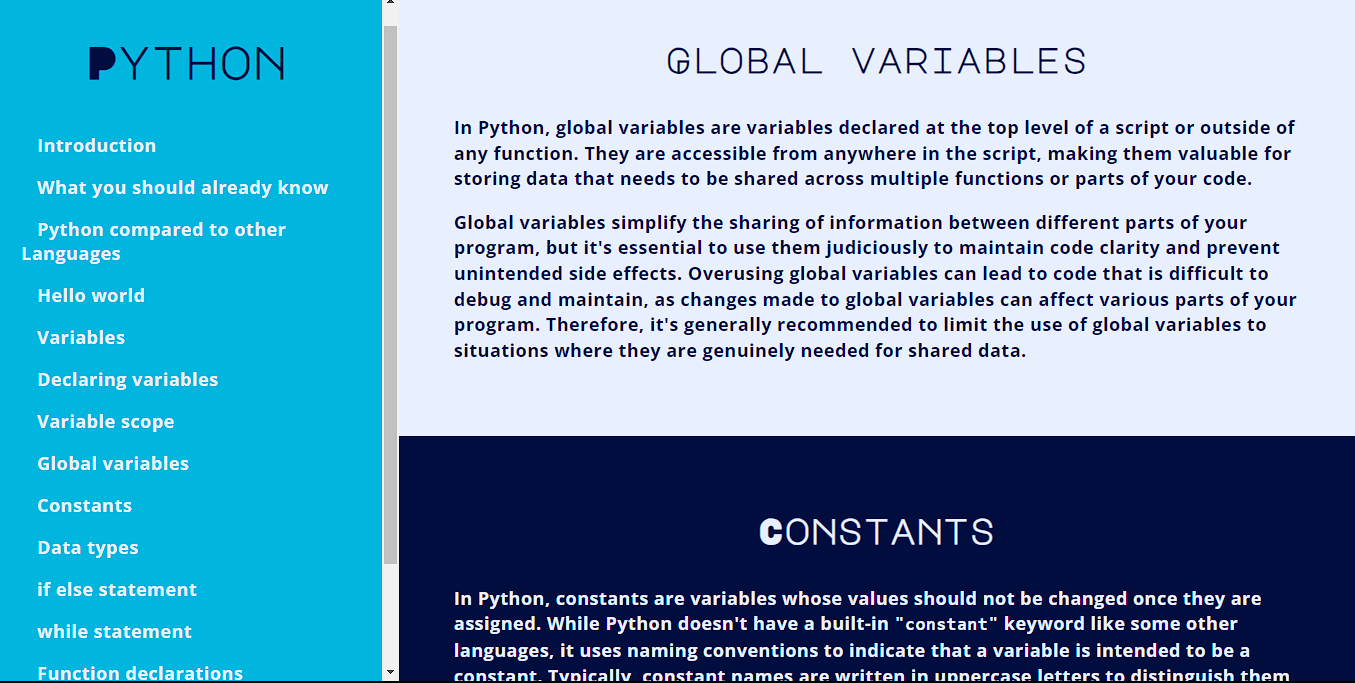 Python
Introduction
What you should already know
Python compared to other
Languages
Hello world
Variables
Declaring variables
Variable scope
Global variables
Constants
Data types
if else statement
while statement
Function declarations
Global Variables
In Python, global variables are variables declared at the top level of a script or outside of
any function. They are accessible from anywhere in the script, making them valuable for
storing data that needs to be shared across multiple functions or parts of your code.
Global variables simplify the sharing of information between different parts of your
program, but it's essential to use them judiciously to maintain code clarity and prevent
unintended side effects. Overusing global variables can lead to code that is difficult to
debug and maintain, as changes made to global variables can affect various parts of your
program. Therefore, it's generally recommended to limit the use of global variables to
situations where they are genuinely needed for shared data.
Constants
In Python, constants are variables whose values should not be changed once they are
assigned. While Python doesn't have a built-in "constant" keyword like some other
languages, it uses naming conventions to indicate that a variable is intended to be a
constant. Typically, constant names are written in uppercase letters to distinguish them